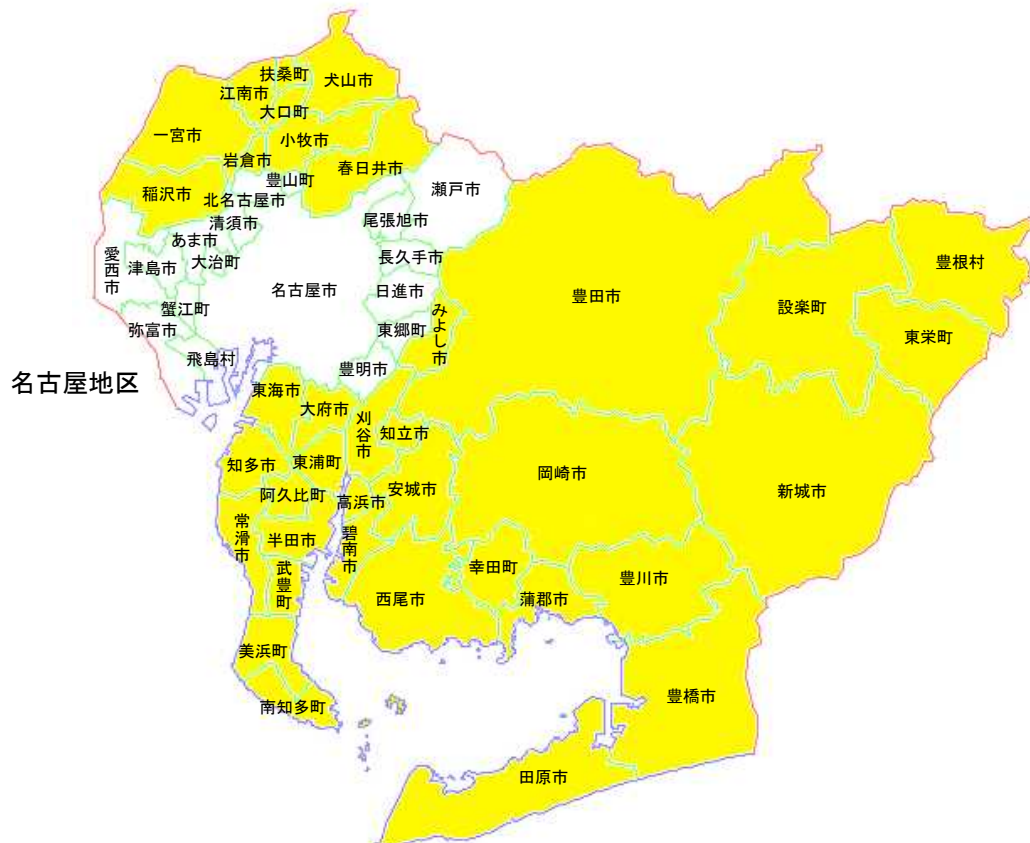 扶桑町
犬山市
江南市
大口町
一宮市
小牧市
岩倉市
春日井市
豊山町
瀬戸市
稲沢市
北名古屋市
清須市
尾張旭市
あま市
愛西市
津島市
大治町
長久手市
豊根村
名古屋市
日進市
豊田市
設楽町
蟹江町
みよし市
弥富市
東郷町
東栄町
飛島村
豊明市
名古屋地区
東海市
大府市
刈谷市
知立市
知多市
東浦町
岡崎市
安城市
新城市
阿久比町
高浜市
常滑市
半田市
碧南市
武豊町
幸田町
豊川市
西尾市
蒲郡市
美浜町
豊橋市
南知多町
田原市